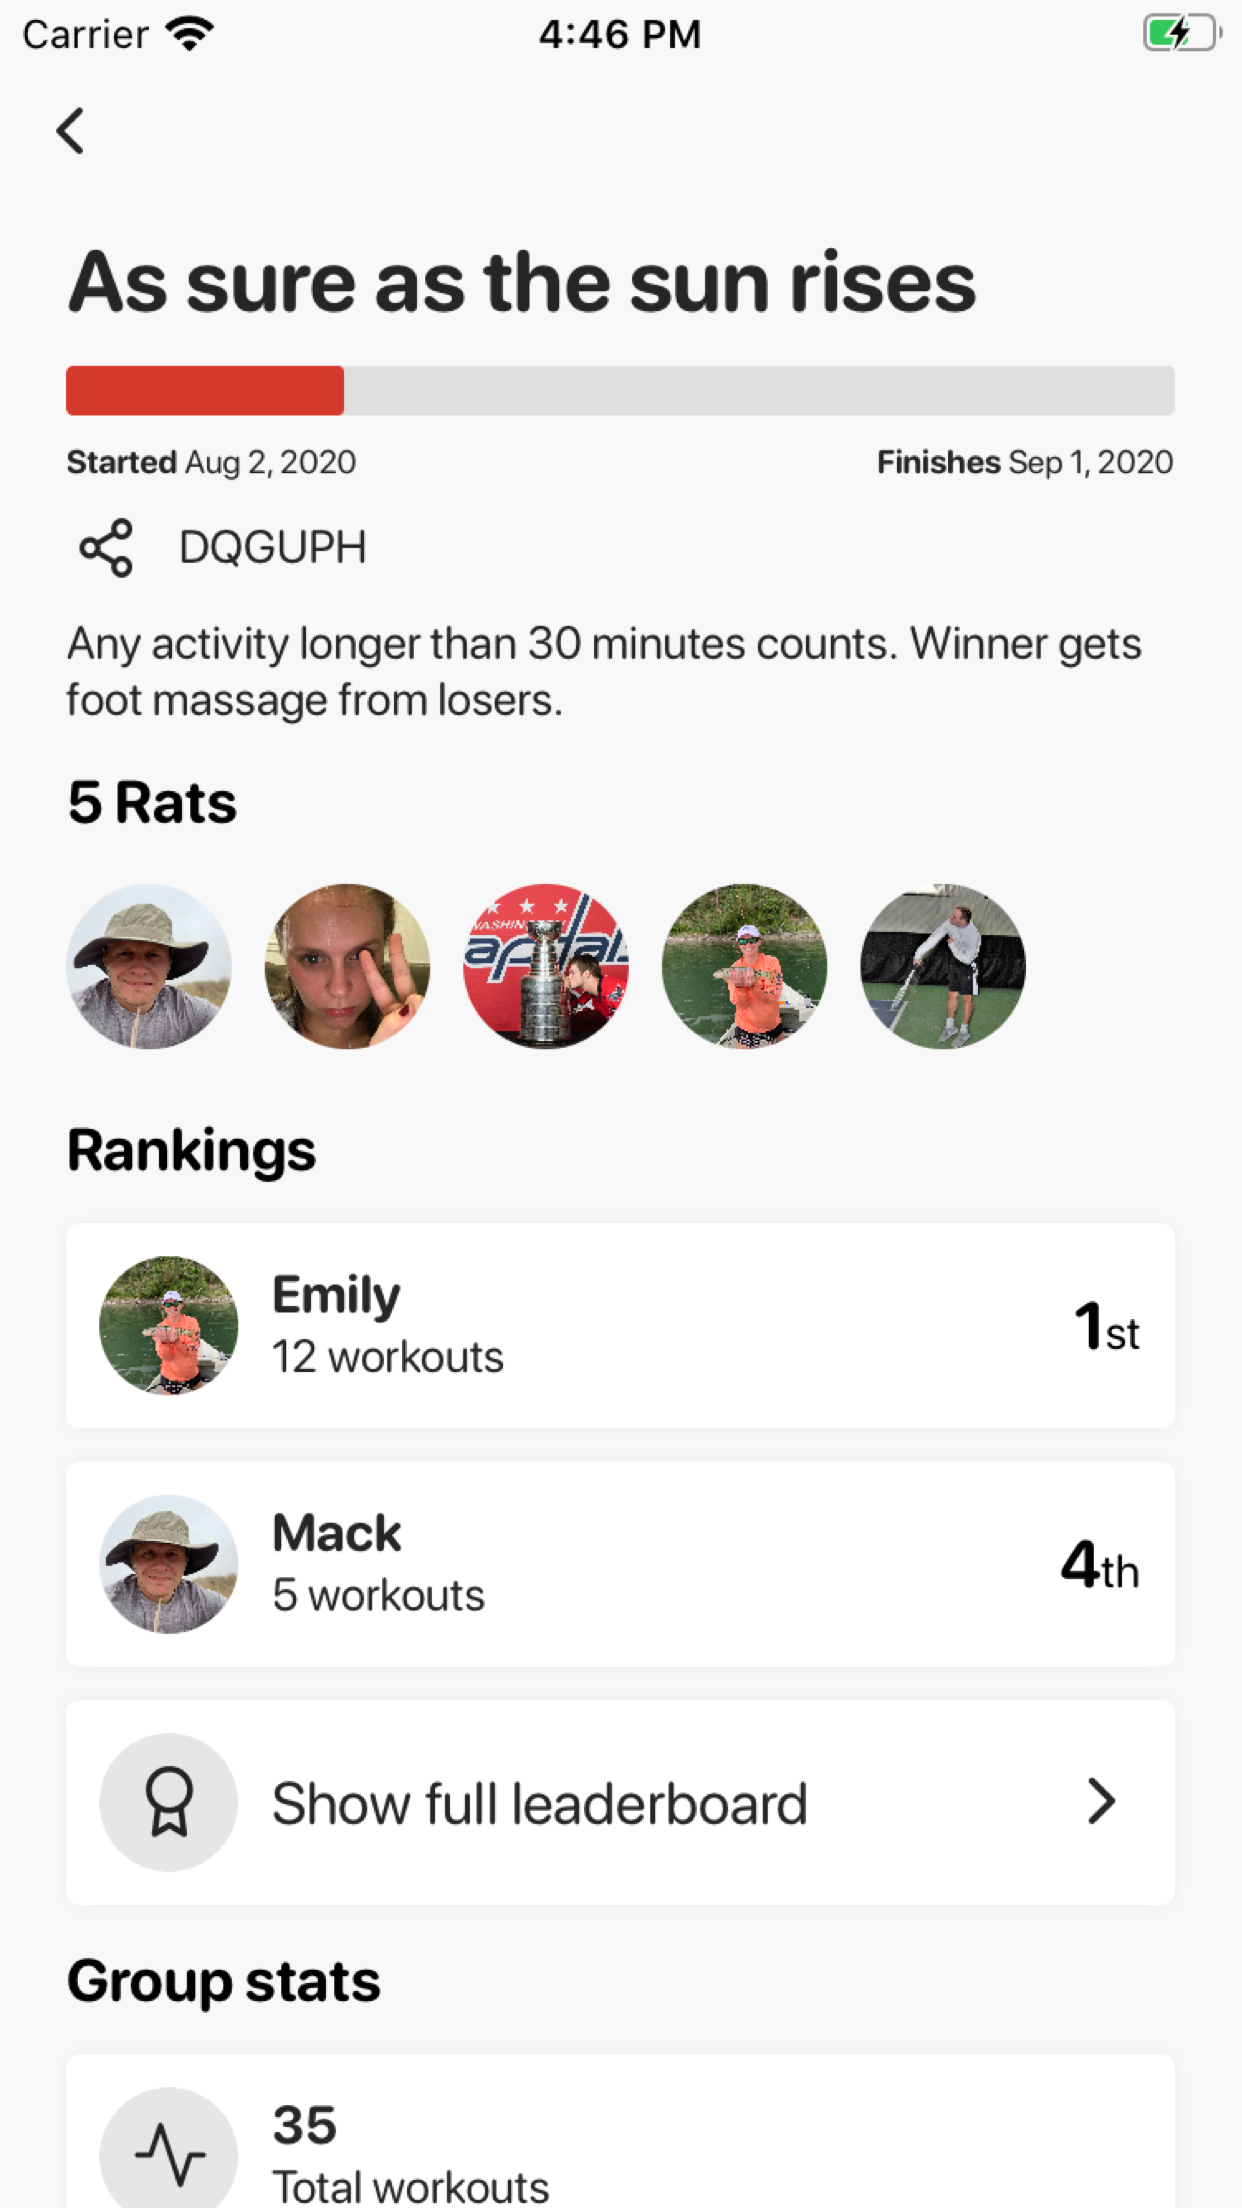 Carrier 4:46 PM
As sure as the sun rises
Started Aug 2, 2020 Finishes Sep 1, 2020
DQGUPH
Any activity longer than 30 minutes counts. Winner gets
foot massage from losers.
5 Rats
Rankings
Emily
12 workouts
1st
Mack
5 workouts
4th
Show full leaderboard
Group stats
35
Total workouts